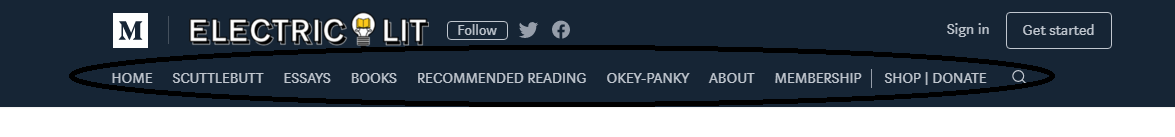 M ELECTRIC LIT Follow Sign in Get started
HOME SCUTTLEBUTT ESSAYS BOOKS RECOMMENDED READING OKEY-PANKY ABOUT MEMBERSHIP SHOP | DONATE